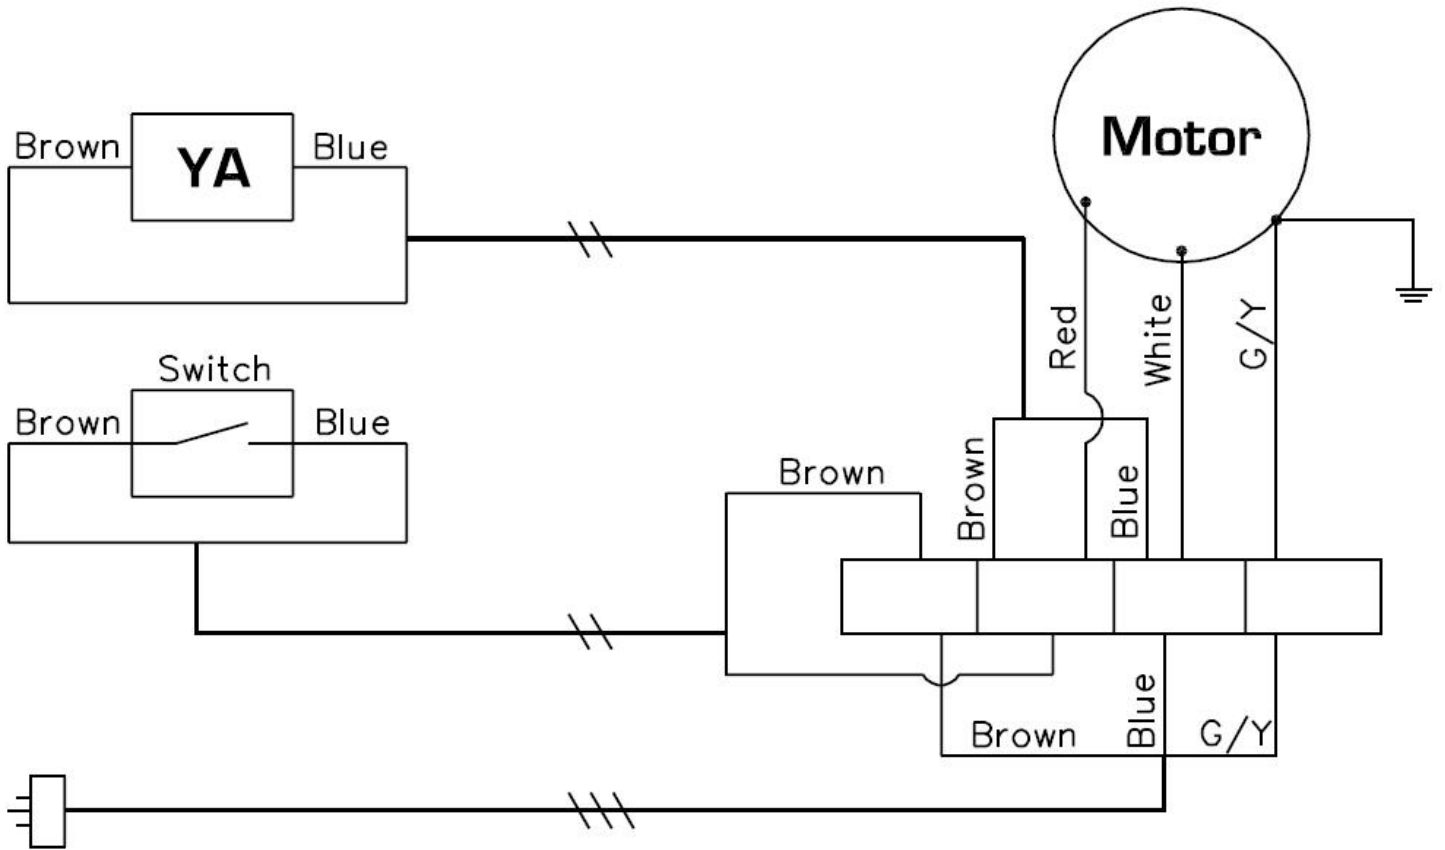 Motor
Brown
YA
Blue
Red
White
G/Y
Switch
Brown
Blue
Brown
Brown
Blue
Brown
Blue
G/Y